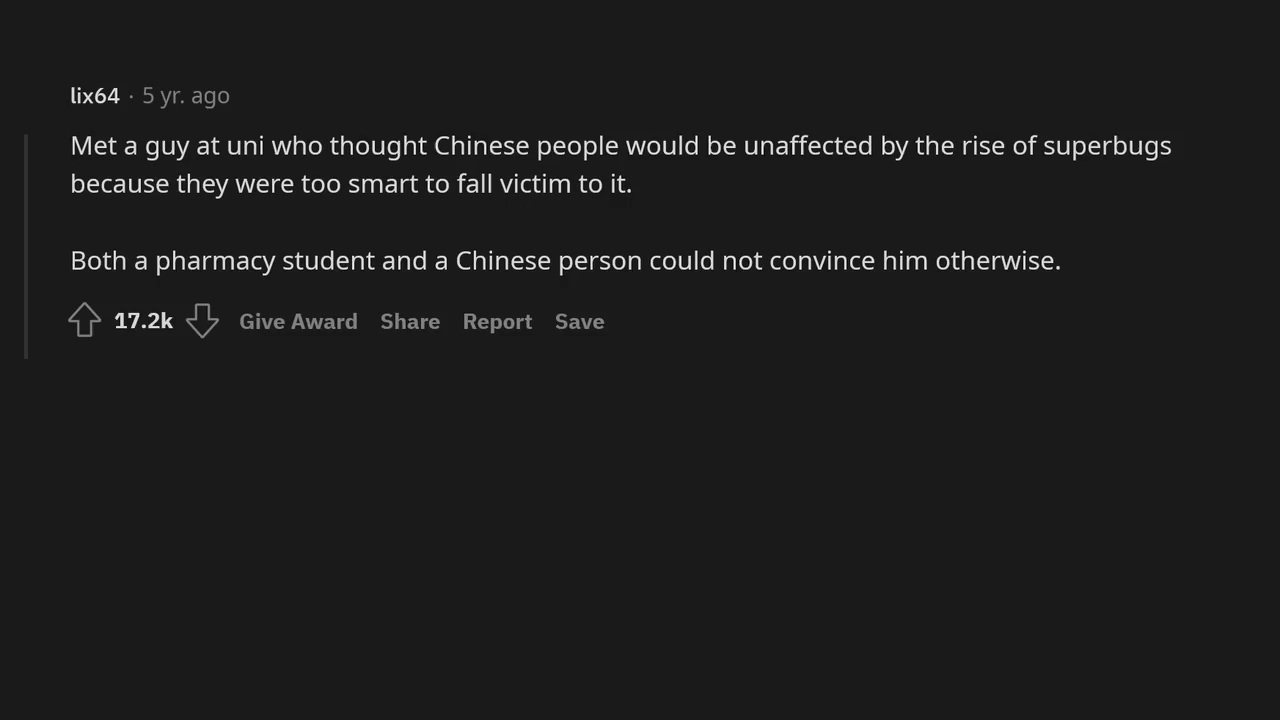 lix64 · 5 yr. ago
Met a guy at uni who thought Chinese people would be unaffected by the rise of superbugs
because they were too smart to fall victim to it.
Both a pharmacy student and a Chinese person could not convince him otherwise.
17.2k Give Award Share Report Save